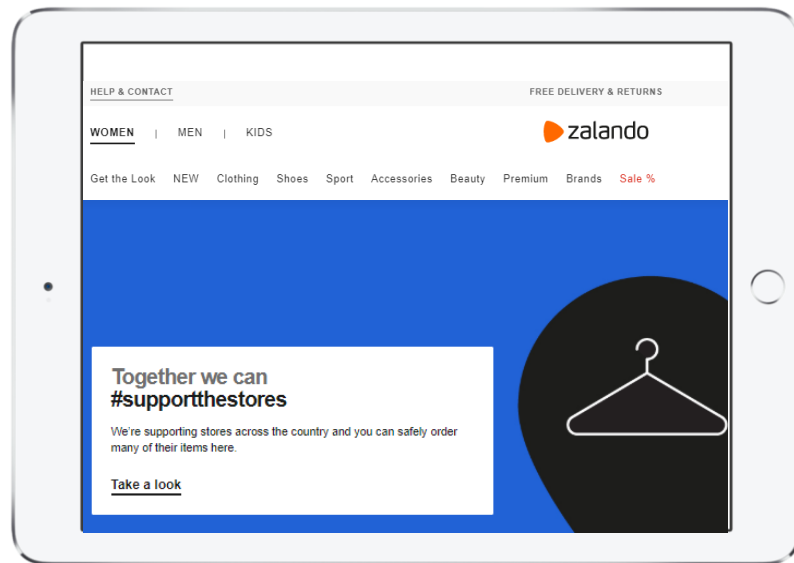 HELP & CONTACT
FREE DELIVERY & RETURNS
WOMEN | MEN | KIDS
zalando
Get the Look NEW Clothing Shoes Sport Accessories Beauty Premium Brands Sale %
Together we can
#supportthestores
We're supporting stores across the country and you can safely order
many of their items here.
Take a look